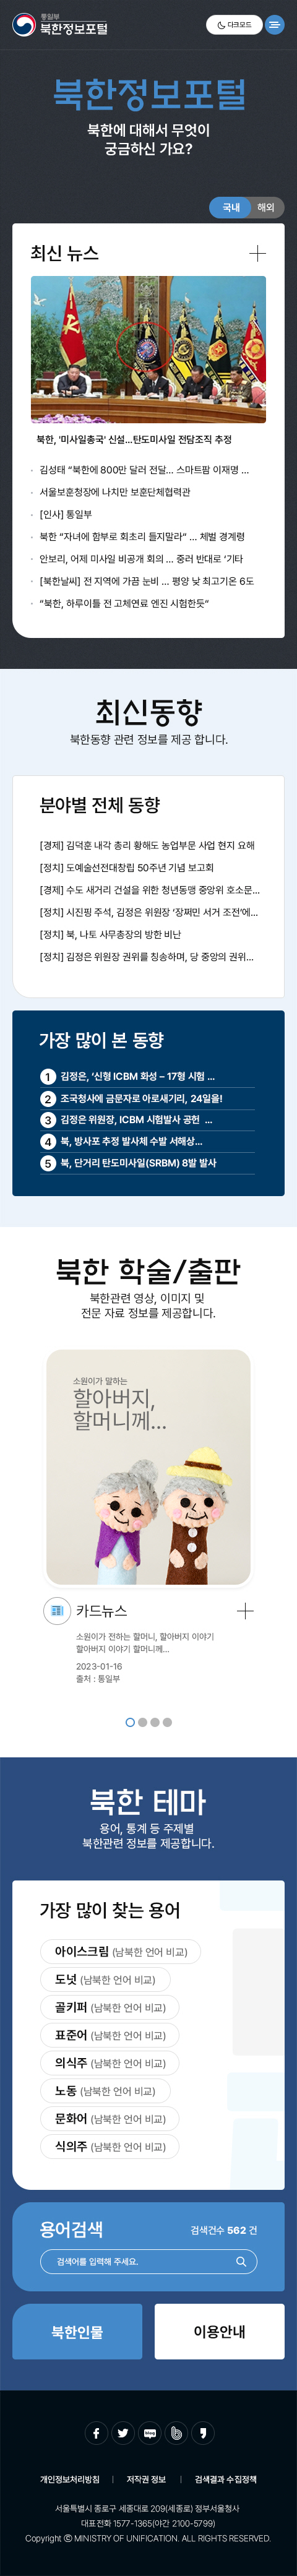 통일부
북한정보포털
다크모드
북한정보포털
북한에 대해서 무엇이
궁금하신 가요?
국내 해외
최신 뉴스
북한, '미사일총국' 신설...탄도미사일 전담조직 추정
김성태 “북한에 800만 달러 전달... 스마트팜 이재명 ...
서울보훈청장에 나치만 보훈단체협력관
[인사] 통일부
북한 “자녀에 함부로 회초리 들지말라” ... 체벌 경계령
안보리, 어제 미사일 비공개 회의 ... 중러 반대로 ‘기타
[북한날씨] 전 지역에 가끔 눈비 ... 평양 낮 최고기온 6도
“북한, 하루이틀 전 고체연료 엔진 시험한듯”
최신동향
북한동향 관련 정보를 제공 합니다.
분야별 전체 동향
[경제] 김덕훈 내각 총리 황해도 농업부문 사업 현지 요해
[정치] 도예술선전대창립 50주년 기념 보고회
[경제] 수도 새거리 건설을 위한 청년동맹 중앙위 호소문...
[정치] 시진핑 주석, 김정은 위원장 ‘장쩌민 서거 조전’에...
[정치] 북, 나토 사무총장의 방한 비난
[정치] 김정은 위원장 권위를 칭송하며, 당 중앙의 권위...
가장 많이 본 동향
1 김정은, ‘신형 ICBM 화성 – 17형 시험 ...
2 조국청사에 금문자로 아로새기리, 24일을!
3 김정은 위원장, ICBM 시험발사 공헌 ...
4 북, 방사포 추정 발사체 수발 서해상...
5 북, 단거리 탄도미사일(SRBM) 8발 발사
북한 학술/출판
북한관련 영상, 이미지 및
전문 자료 정보를 제공합니다.
소원이가 말하는
할아버지,
할머니께...
카드뉴스
소원이가 전하는 할머니, 할아버지 이야기
할아버지 이야기 할머니께...
2023-01-16
출처 : 통일부
북한 테마
용어, 통계 등 주제별
북한관련 정보를 제공합니다.
가장 많이 찾는 용어
아이스크림 (남북한 언어 비교)
도넛 (남북한 언어 비교)
골키퍼 (남북한 언어 비교)
표준어 (남북한 언어 비교)
의식주 (남북한 언어 비교)
노동 (남북한 언어 비교)
문화어 (남북한 언어 비교)
식의주 (남북한 언어 비교)
용어검색 검색건수 562 건
검색어를 입력해 주세요.
북한인물 이용안내
blog
개인정보처리방침 | 저작권 정보 | 검색결과 수집정책
서울특별시 종로구 세종대로 209(세종로) 정부서울청사
대표전화 1577-1365(야간 2100-5799)
Copyright ⓒ MINISTRY OF UNIFICATION. ALL RIGHTS RESERVED.